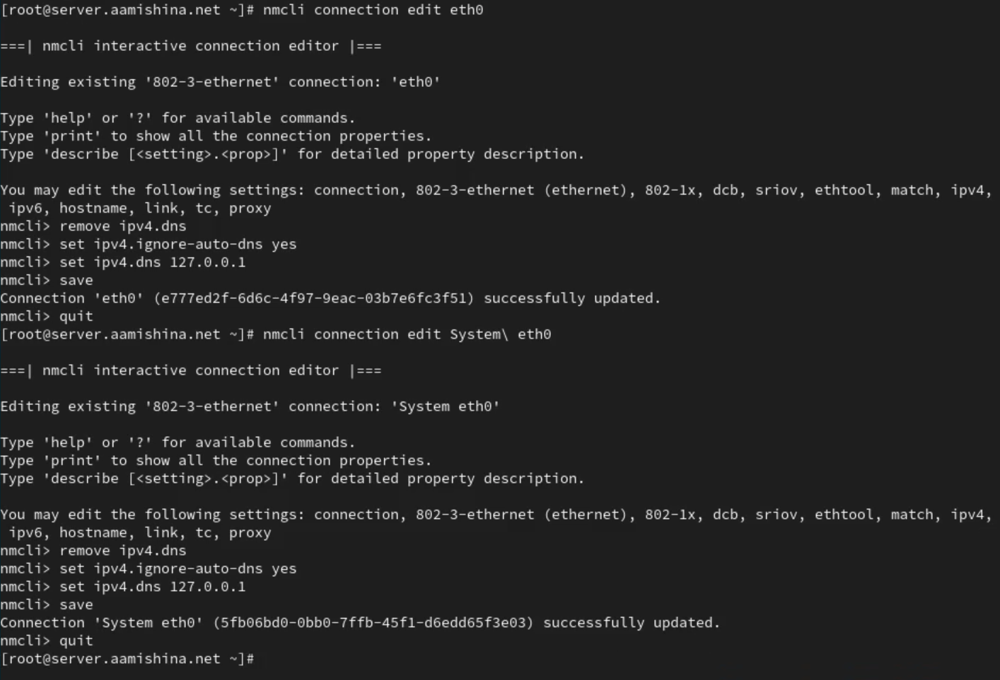 [root@server.aamishina.net ~]# nmcli connection edit eth0
===| nmcli interactive connection editor |===
Editing existing '802-3-ethernet' connection: 'eth0'
Type 'help' or '?' for available commands.
Type 'print' to show all the connection properties.
Type 'describe [<setting>.<prop>]' for detailed property description.
You may edit the following settings: connection, 802-3-ethernet (ethernet), 802-1x, dcb, sriov, ethtool, match, ipv4,
 ipv6, hostname, link, tc, proxy
nmcli> remove ipv4.dns
nmcli> set ipv4.ignore-auto-dns yes
nmcli> set ipv4.dns 127.0.0.1
nmcli> save
Connection 'eth0' (e777ed2f-6d6c-4f97-9eac-03b7e6fc3f51) successfully updated.
nmcli> quit
[root@server.aamishina.net ~]# nmcli connection edit System\ eth0
===| nmcli interactive connection editor |===
Editing existing '802-3-ethernet' connection: 'System eth0'
Type 'help' or '?' for available commands.
Type 'print' to show all the connection properties.
Type 'describe [<setting>.<prop>]' for detailed property description.
You may edit the following settings: connection, 802-3-ethernet (ethernet), 802-1x, dcb, sriov, ethtool, match, ipv4,
 ipv6, hostname, link, tc, proxy
nmcli> remove ipv4.dns
nmcli> set ipv4.ignore-auto-dns yes
nmcli> set ipv4.dns 127.0.0.1
nmcli> save
Connection 'System eth0' (5fb06bd0-0bb0-7ffb-45f1-d6edd65f3e03) successfully updated.
nmcli> quit
[root@server.aamishina.net ~]#